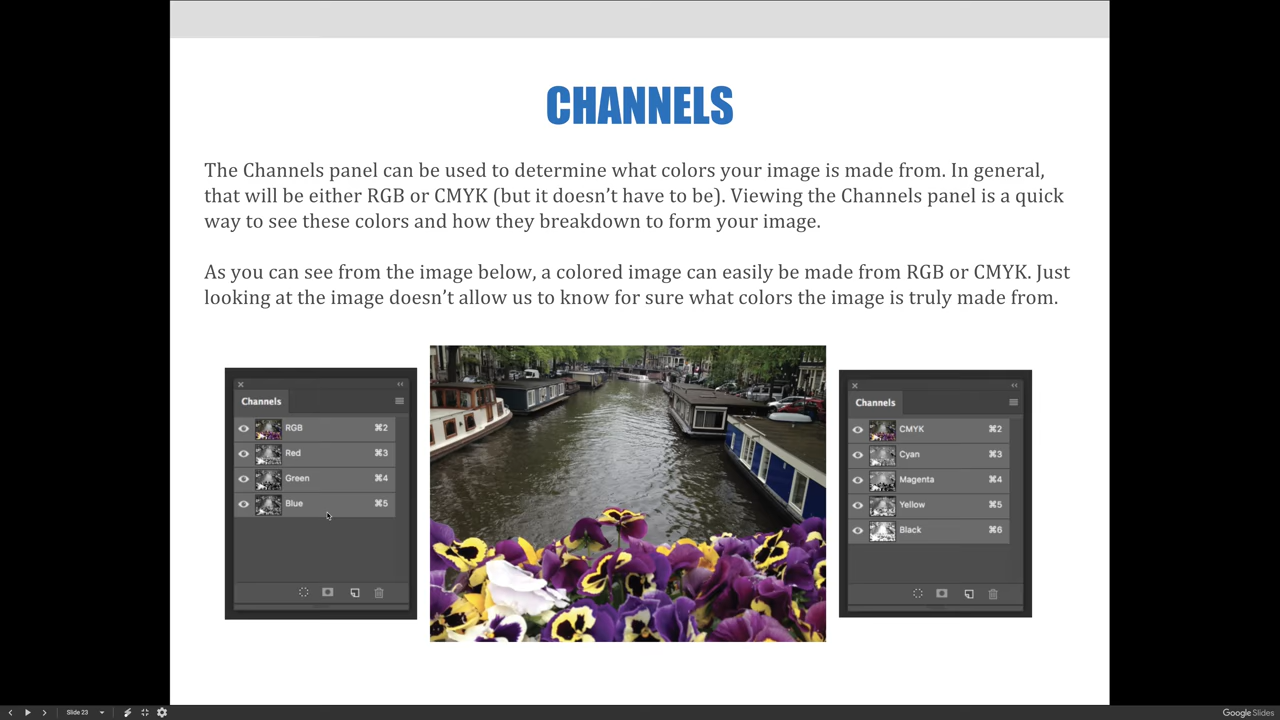 CHANNELS
The Channels panel can be used to determine what colors your image is made from. In general,
that will be either RGB or CMYK (but it doesn’t have to be). Viewing the Channels panel is a quick
way to see these colors and how they breakdown to form your image.
As you can see from the image below, a colored image can easily be made from RGB or CMYK. Just
looking at the image doesn’t allow us to know for sure what colors the image is truly made from.
Channels
RGB ⌘2
Red ⌘3
Green ⌘4
Blue ⌘5
Channels
CMYK ⌘2
Cyan ⌘3
Magenta ⌘4
Yellow ⌘5
Black ⌘6
Slide 23
Google Slides